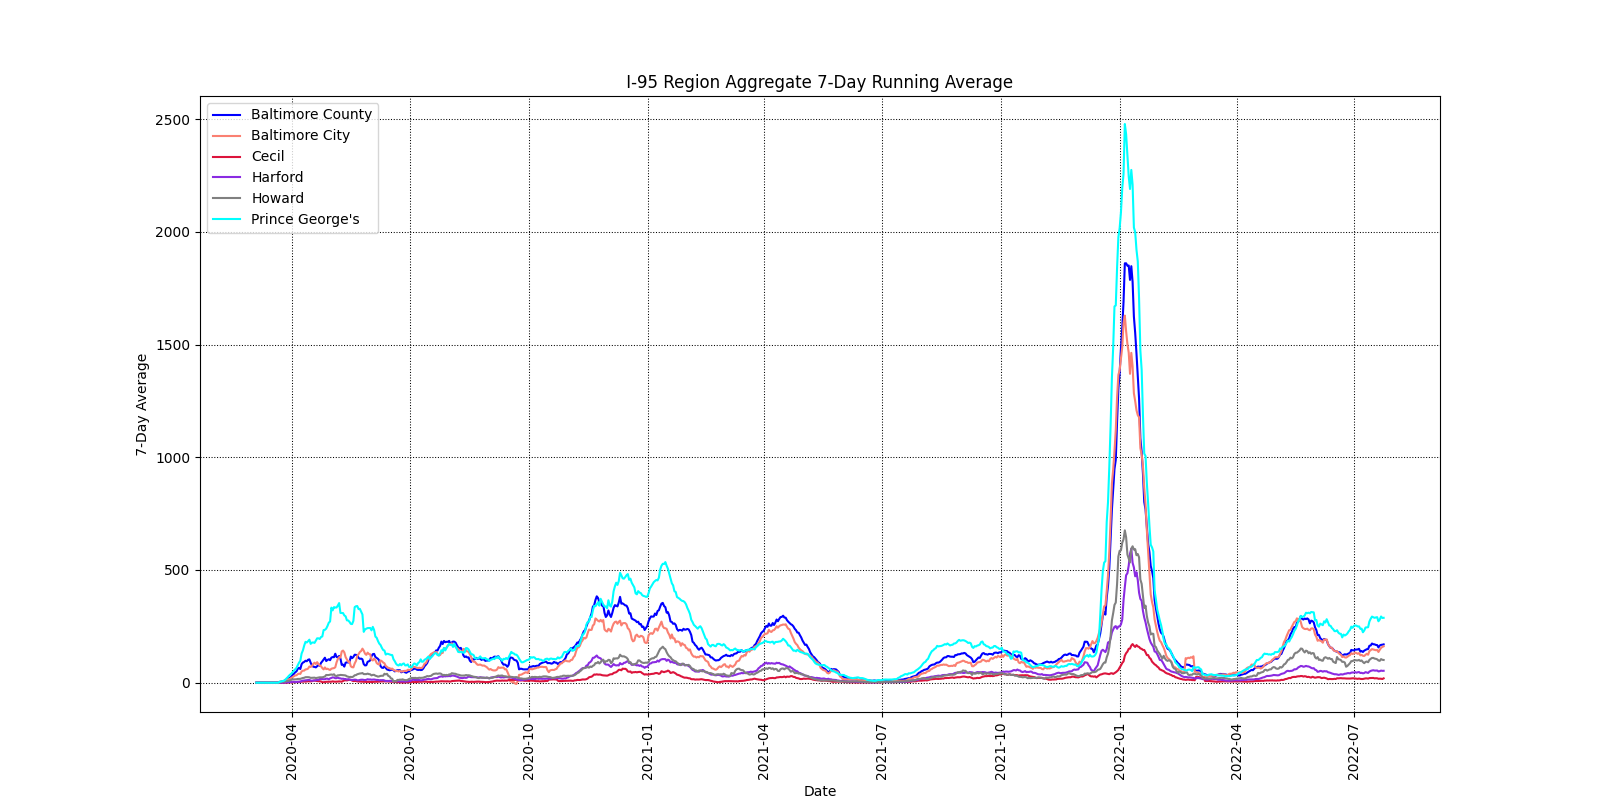 I-95 Region Aggregate 7-Day Running Average
Baltimore County
Baltimore City
Cecil
Harford
Howard
Prince George's
7-Day Average
2500
2000
1500
1000
500
0
2020-04
2020-07
2020-10
2021-01
2021-04
2021-07
2021-10
2022-01
2022-04
2022-07
Date